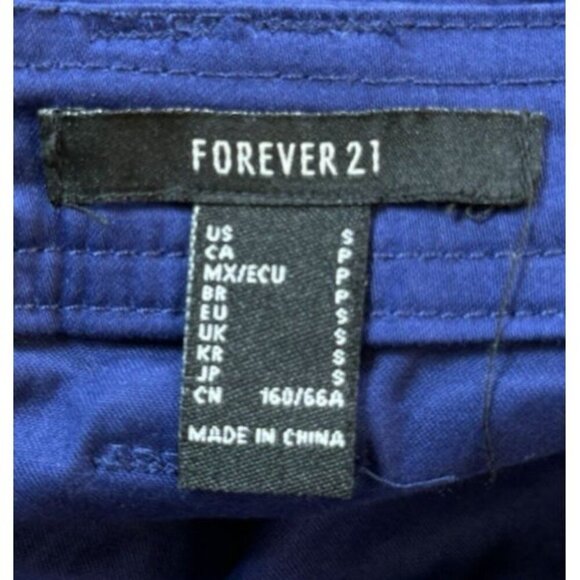 FOREVER 21
US S
CA P
MX/ECU P
BR P
EU S
UK S
KR S
JP S
CN 160/66A
MADE IN CHINA